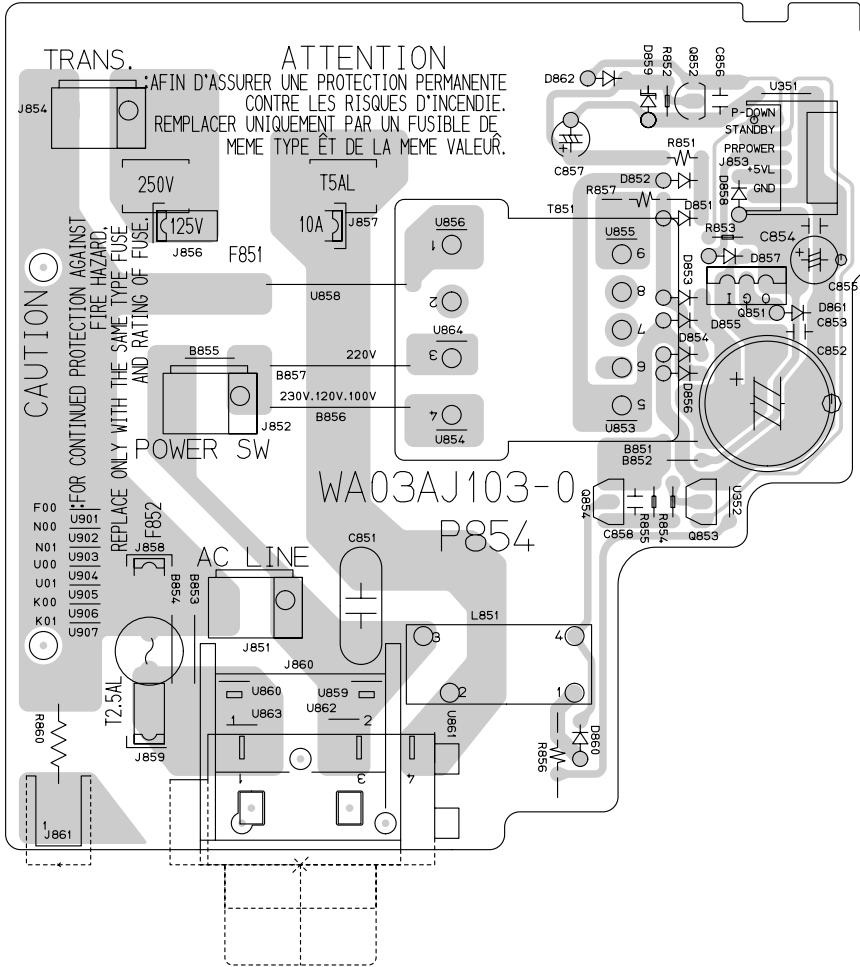 TRANS.
J854
ATTENTION
:AFIN D'ASSURER UNE PROTECTION PERMANENTE
CONTRE LES RISQUES D'INCENDIE.
REMPLACER UNIQUEMENT PAR UN FUSIBLE DE
MEME TYPE ÊT DE LA MEME VALEUR.
D862
D859
R852
Q852
C856
U351
P-DOWN
STANDBY
PRPOWER
J853
+5VL
GND
C857
R851
D852
R857
D858
T851
D851
250V
125V
J856
T5AL
10A
J857
F851
U856
1
2
U864
3
4
U854
U855
9
8
7
6
5
U853
R853
C854
D857
C855
D853
O G I
Q851
D861
C853
D855
D854
C852
D856
U858
CAUTION
:FOR CONTINUED PROTECTION AGAINST
FIRE HAZARD.
REPLACE ONLY WITH THE SAME TYPE FUSE
AND RATING OF FUSE.
B855
220V
B857
230V.120V.100V
B856
J852
POWER SW
B851
B852
WA03AJ103-0
P854
Q854
C858
R855
R854
Q853
U352
F00
N00
N01
U00
U01
K00
K01
U901
U902
U903
U904
U905
U906
U907
F852
J858
B854
B853
AC LINE
J851
C851
L851
3
4
2
1
T2.5AL
J859
J860
U860
U859
U863
U862
1
2
U861
1
3
4
R860
1
J861
R856
D860